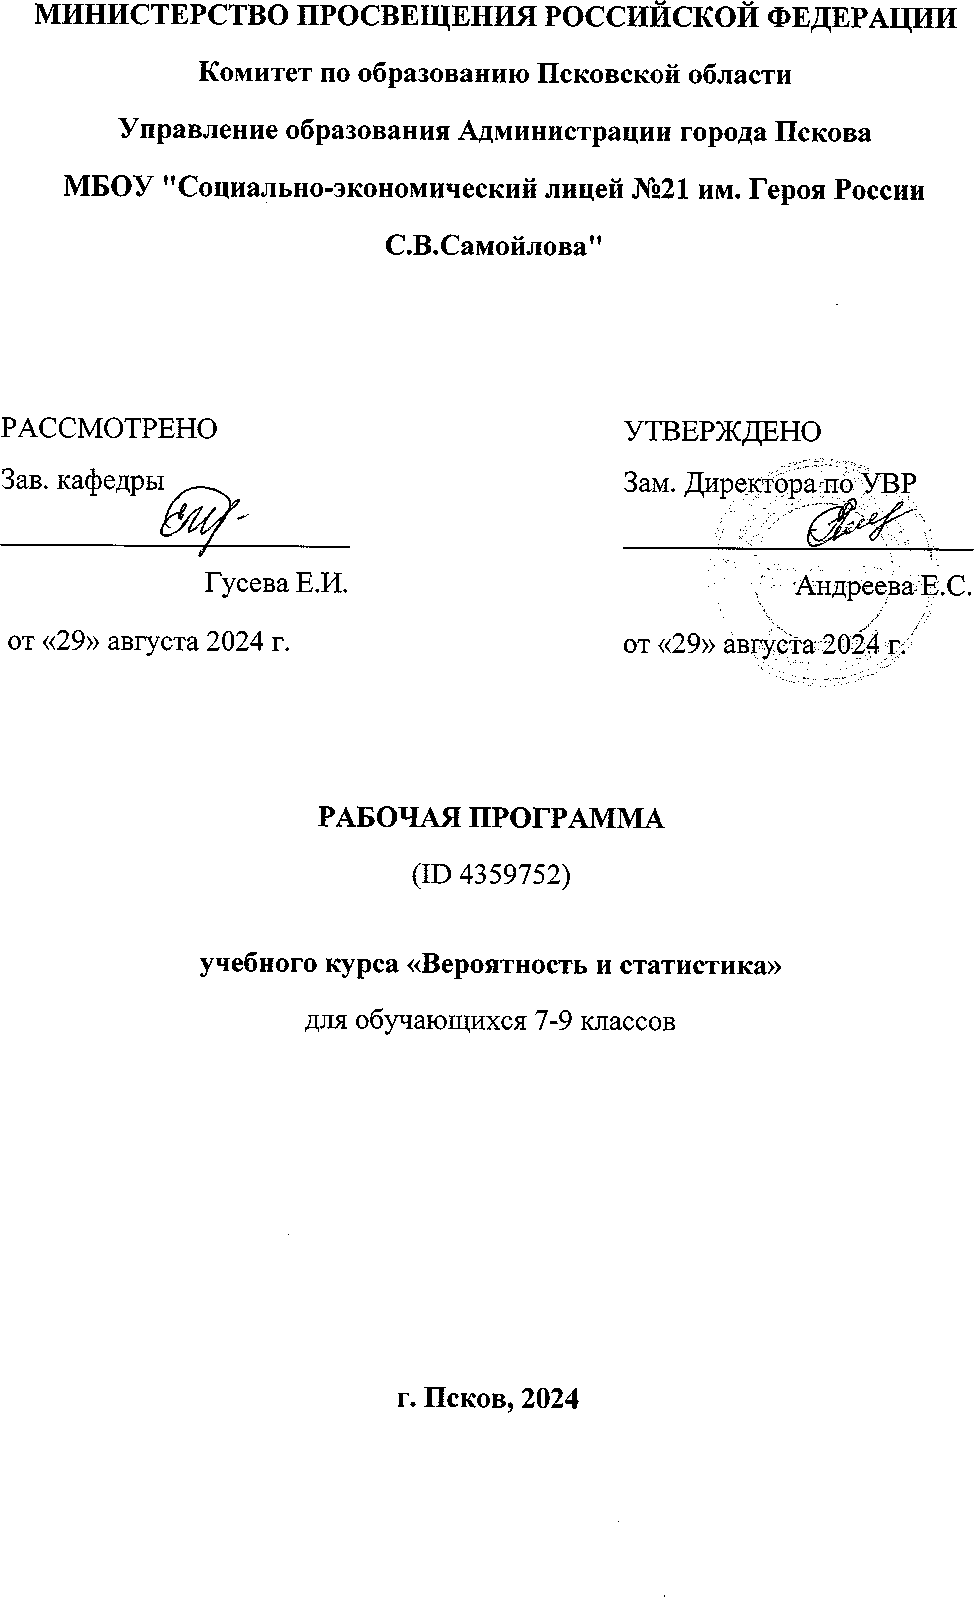 МИНИСТЕРСТВО ПРОСВЕЩЕНИЯ РОССИЙСКОЙ ФЕДЕРАЦИИ
Комитет по образованию Псковской области
Управление образования Администрации города Пскова
МБОУ "Социально-экономический лицей №21 им. Героя России
С.В.Самойлова"
РАССМОТРЕНО
Зав. кафедры
Гусева Е.И.
от «29» августа 2024 г.
УТВЕРЖДЕНО
Зам. Директора по УВР
Андреева Е.С.
от «29» августа 2024 г.
РАБОЧАЯ ПРОГРАММА
(ID 4359752)
учебного курса «Вероятность и статистика»
для обучающихся 7-9 классов
г. Псков, 2024